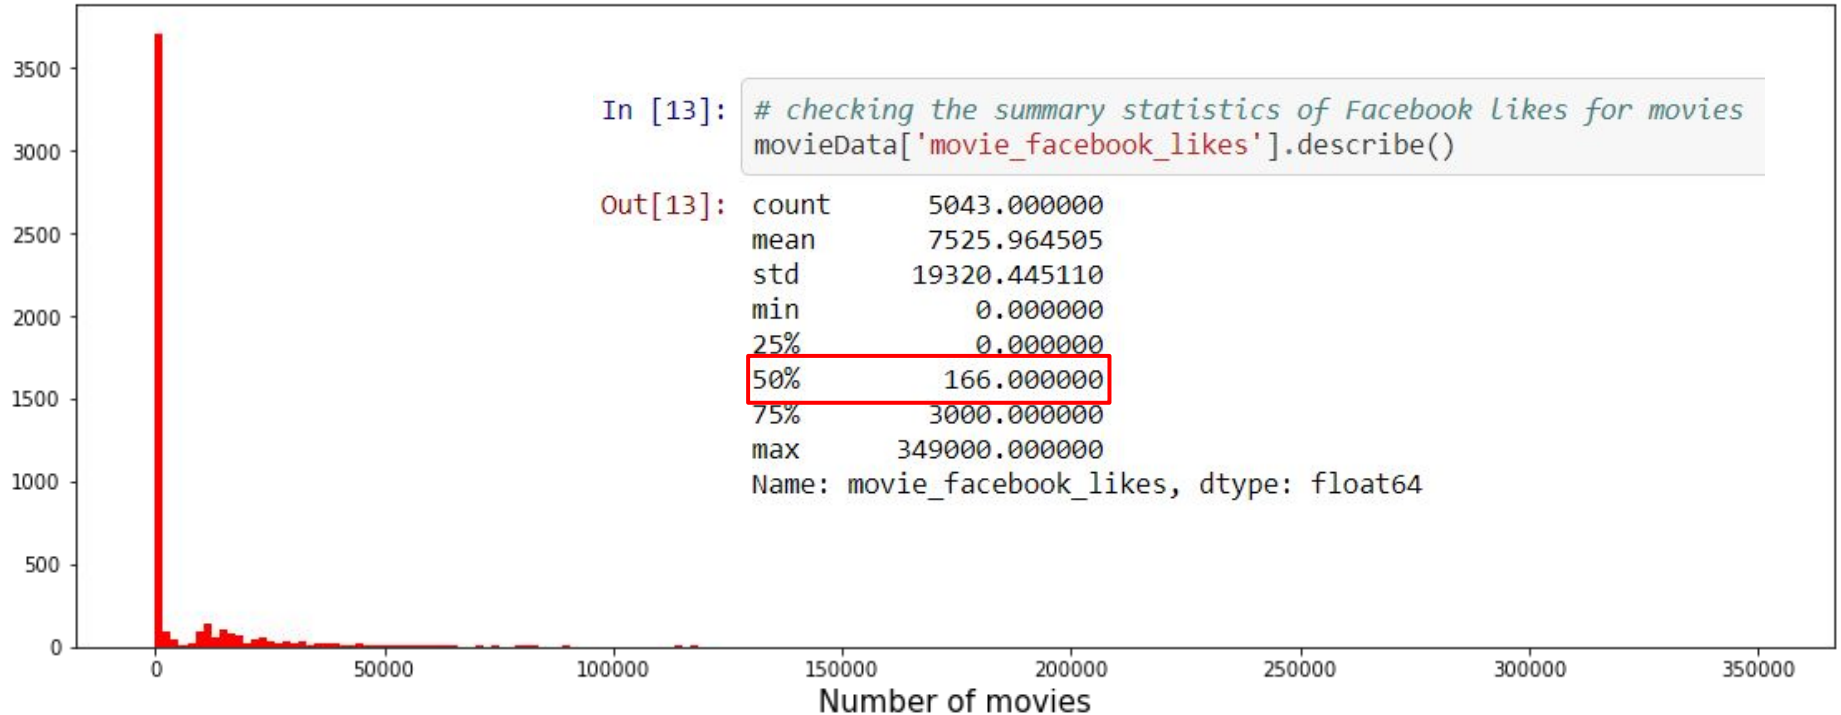 3500
3000
2500
2000
1500
1000
500
0
In [13]: # checking the summary statistics of Facebook likes for movies
movieData['movie_facebook_likes'].describe()
Out[13]: count 5043.000000
mean 7525.964505
std 19320.445110
min 0.000000
25% 0.000000
50% 166.000000
75% 3000.000000
max 349000.000000
Name: movie_facebook_likes, dtype: float64
0 50000 100000 150000 200000 250000 300000 350000
Number of movies